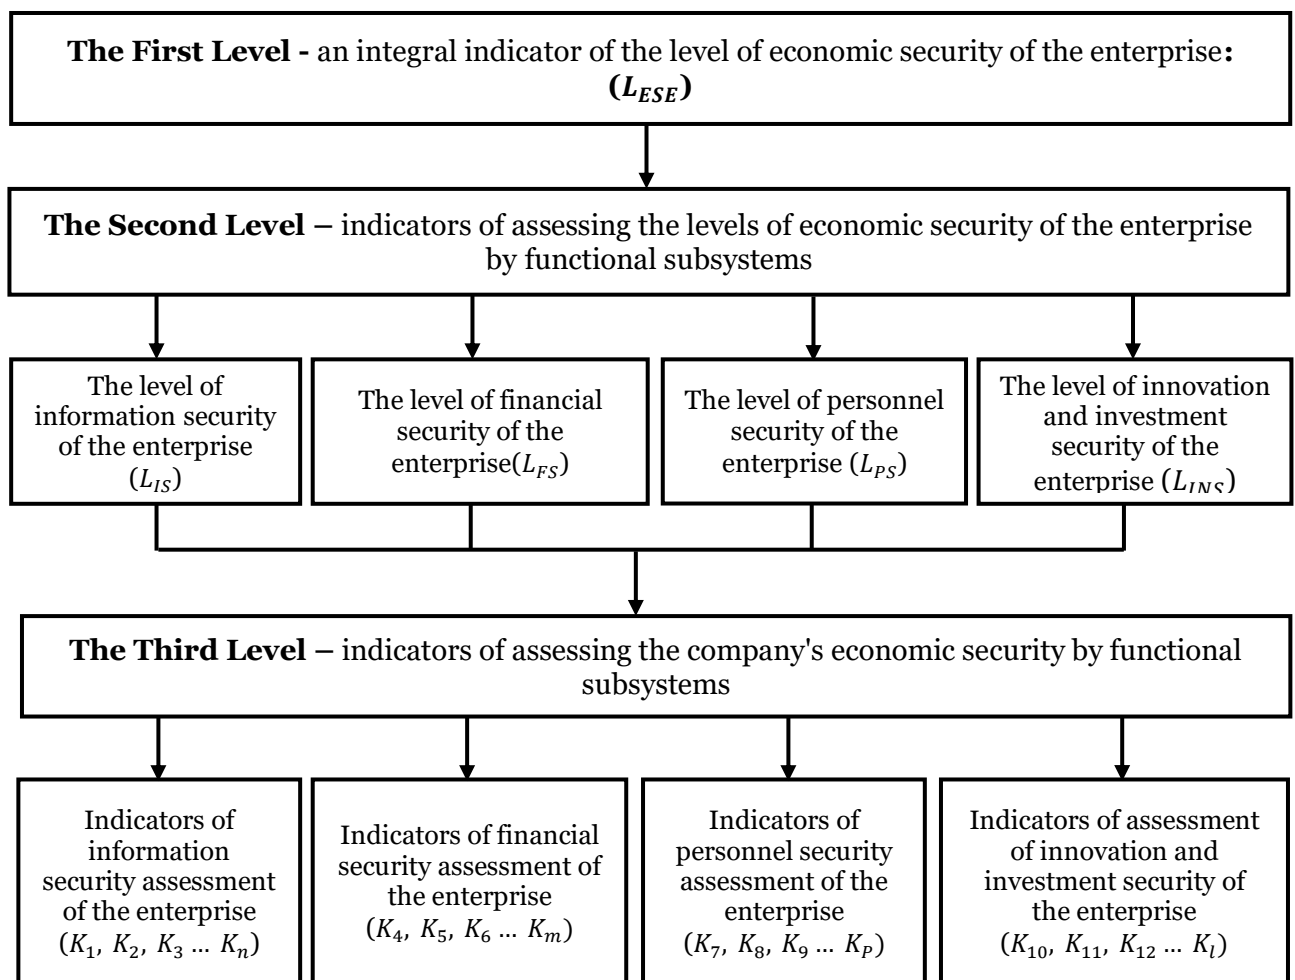 The First Level - an integral indicator of the level of economic security of the enterprise:
(L_ESE)
The Second Level – indicators of assessing the levels of economic security of the enterprise
by functional subsystems
The level of
information security
of the enterprise
(L_IS)
The level of financial
security of the
enterprise(L_FS)
The level of personnel
security of the
enterprise (L_PS)
The level of innovation
and investment
security of the
enterprise (L_INS)
The Third Level – indicators of assessing the company's economic security by functional
subsystems
Indicators of
information
security assessment
of the enterprise
(K_1, K_2, K_3 … K_n)
Indicators of financial
security assessment of
the enterprise
(K_4, K_5, K_6 … K_m)
Indicators of
personnel security
assessment of the
enterprise
(K_7, K_8, K_9 … K_P)
Indicators of assessment
of innovation and
investment security of
the enterprise
(K_10, K_11, K_12 … K_l)